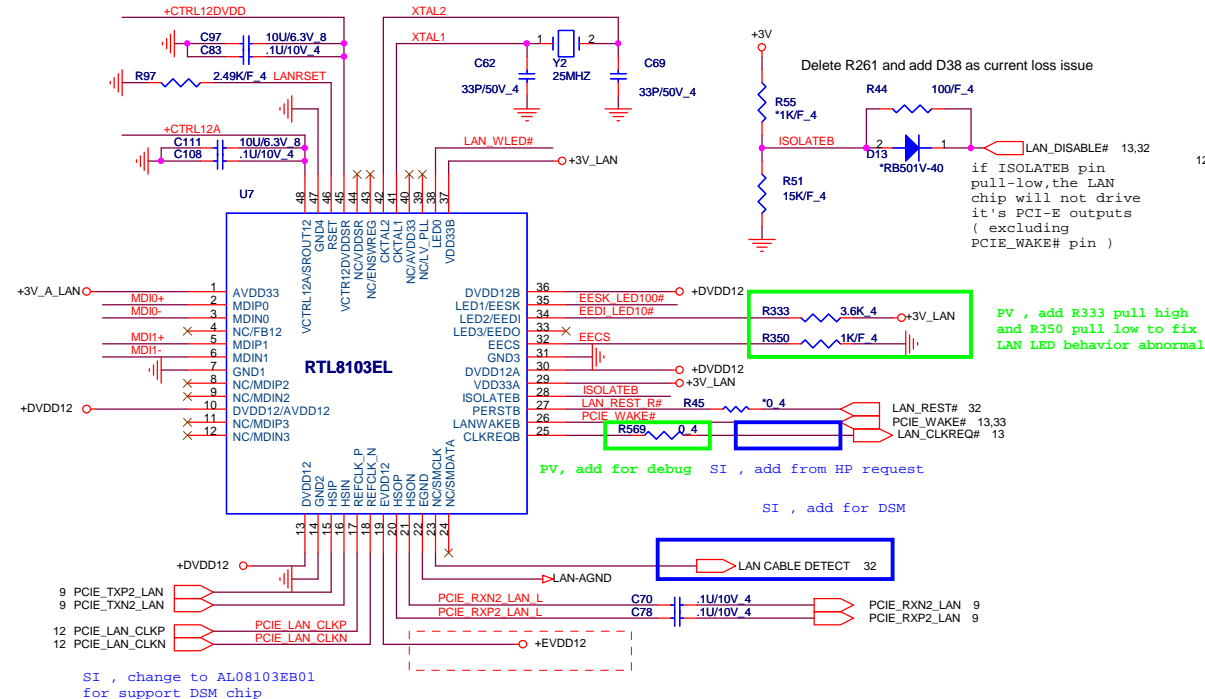 +CTRL12DVDD
C97 10U/6.3V_8
C83 .1U/10V_4
R97 2.49K/F_4 LANRSET
+CTRL12A
C111 10U/6.3V_8
C108 .1U/10V_4
XTAL2
XTAL1
1 2
Y2
25MHZ
C62
33P/50V_4
C69
33P/50V_4
LAN_WLED#
+3V_LAN
+3V
Delete R261 and add D38 as current loss issue
R55
*1K/F_4
R44 100/F_4
ISOLATEB
2 1
D13
*RB501V-40
LAN_DISABLE# 13,32
12
R51
15K/F_4
if ISOLATEB pin
pull-low,the LAN
chip will not drive
it's PCI-E outputs
( excluding
PCIE_WAKE# pin )
U7
48 47 46 45 44 43 42 41 40 39 38 37
VCTRL12A/SROUT12
GND4
RSET
VCTR12DVDDSR
NC/VDDSR
NC/ENSWREG
CKTAL2
CKTAL1
NC/AVDD33
NC/LV_PLL
LED0
VDD33B
RTL8103EL
+3V_A_LAN 1 AVDD33
MDI0+ 2 MDIP0
MDI0- 3 MDIN0
4 NC/FB12
MDI1+ 5 MDIP1
MDI1- 6 MDIN1
7 GND1
8 NC/MDIP2
9 NC/MDIN2
+DVDD12 10 DVDD12/AVDD12
11 NC/MDIP3
12 NC/MDIN3
DVDD12B 36 +DVDD12
LED1/EESK 35 EESK_LED100#
LED2/EEDI 34 EEDI_LED10# R333 3.6K_4 +3V_LAN
LED3/EEDO 33
EECS 32 EECS R350 1K/F_4
GND3 31
DVDD12A 30 +DVDD12
VDD33A 29 +3V_LAN
ISOLATEB 28 ISOLATEB
PERSTB 27 LAN_REST_R# R45 *0_4 LAN_REST# 32
LANWAKEB 26 PCIE_WAKE# PCIE_WAKE# 13,33
CLKREQB 25 R569 0_4 LAN_CLKREQ# 13
PV , add R333 pull high
and R350 pull low to fix
LAN LED behavior abnormal
PV, add for debug
SI , add from HP request
SI , add for DSM
DVDD12
GND2
HSIP
HSIN
REFCLK_P
REFCLK_N
EVDD12
HSOP
HSON
EGND
NC/SMCLK
NC/SMDATA
13 14 15 16 17 18 19 20 21 22 23 24
+DVDD12
LAN CABLE DETECT 32
LAN-AGND
9 PCIE_TXP2_LAN
9 PCIE_TXN2_LAN
PCIE_RXN2_LAN_L C70 .1U/10V_4 PCIE_RXN2_LAN 9
PCIE_RXP2_LAN_L C78 .1U/10V_4 PCIE_RXP2_LAN 9
12 PCIE_LAN_CLKP PCIE_LAN_CLKP
12 PCIE_LAN_CLKN PCIE_LAN_CLKN
+EVDD12
SI , change to AL08103EB01
for support DSM chip